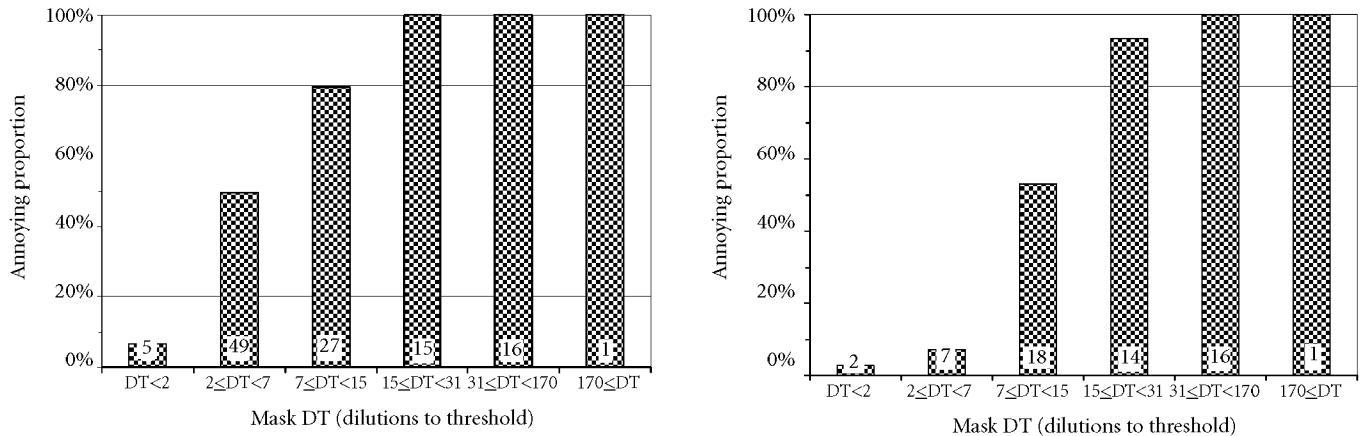 100%
80%
60%
40%
20%
0%
Annoying proportion
5
49
27
15
16
1
DT<2
2≤DT<7
7≤DT<15
15≤DT<31
31≤DT<170
170≤DT
Mask DT (dilutions to threshold)
100%
80%
60%
40%
20%
0%
Annoying proportion
2
7
18
14
16
1
DT<2
2≤DT<7
7≤DT<15
15≤DT<31
31≤DT<170
170≤DT
Mask DT (dilutions to threshold)